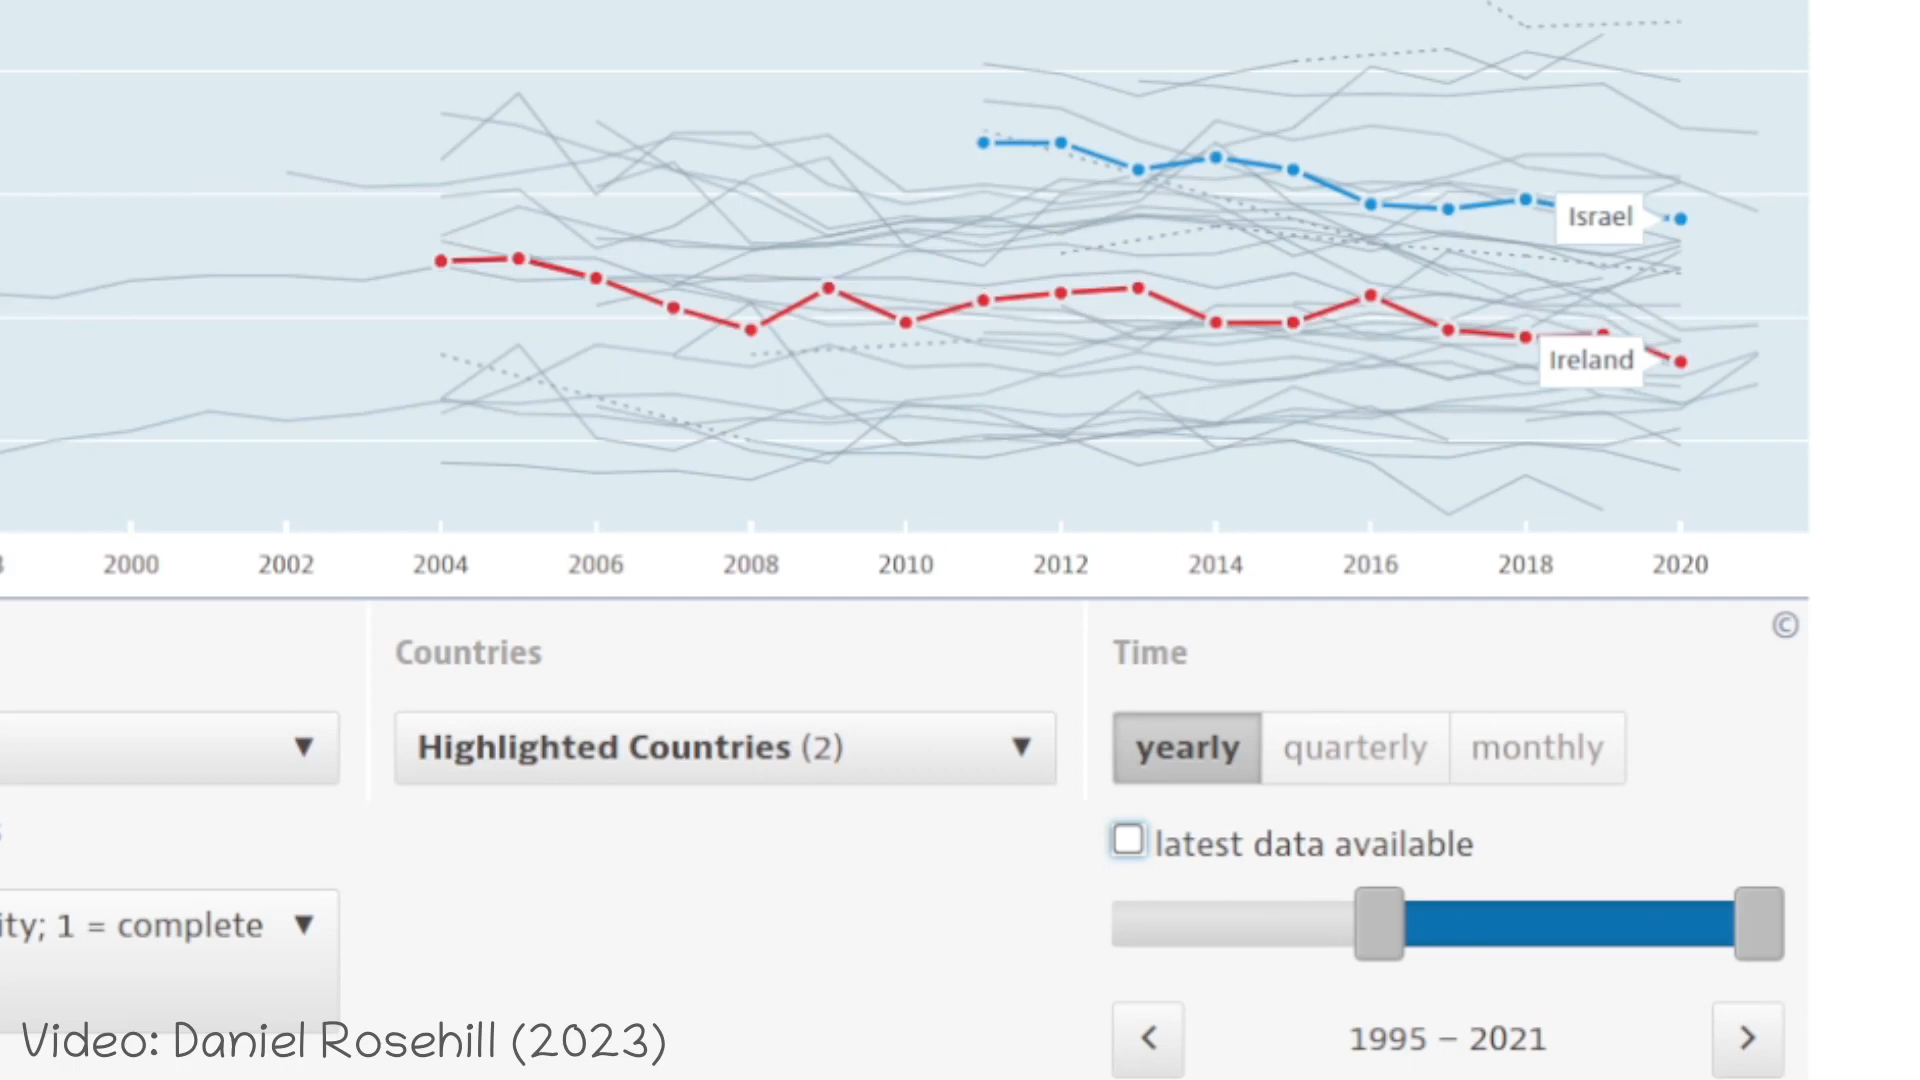 Israel
Ireland
2000 2002 2004 2006 2008 2010 2012 2014 2016 2018 2020
©
Countries
Time
▼
Highlighted Countries (2) ▼
yearly quarterly monthly
latest data available
ity; 1 = complete ▼
< 1995 – 2021 >
Video: Daniel Rosehill (2023)